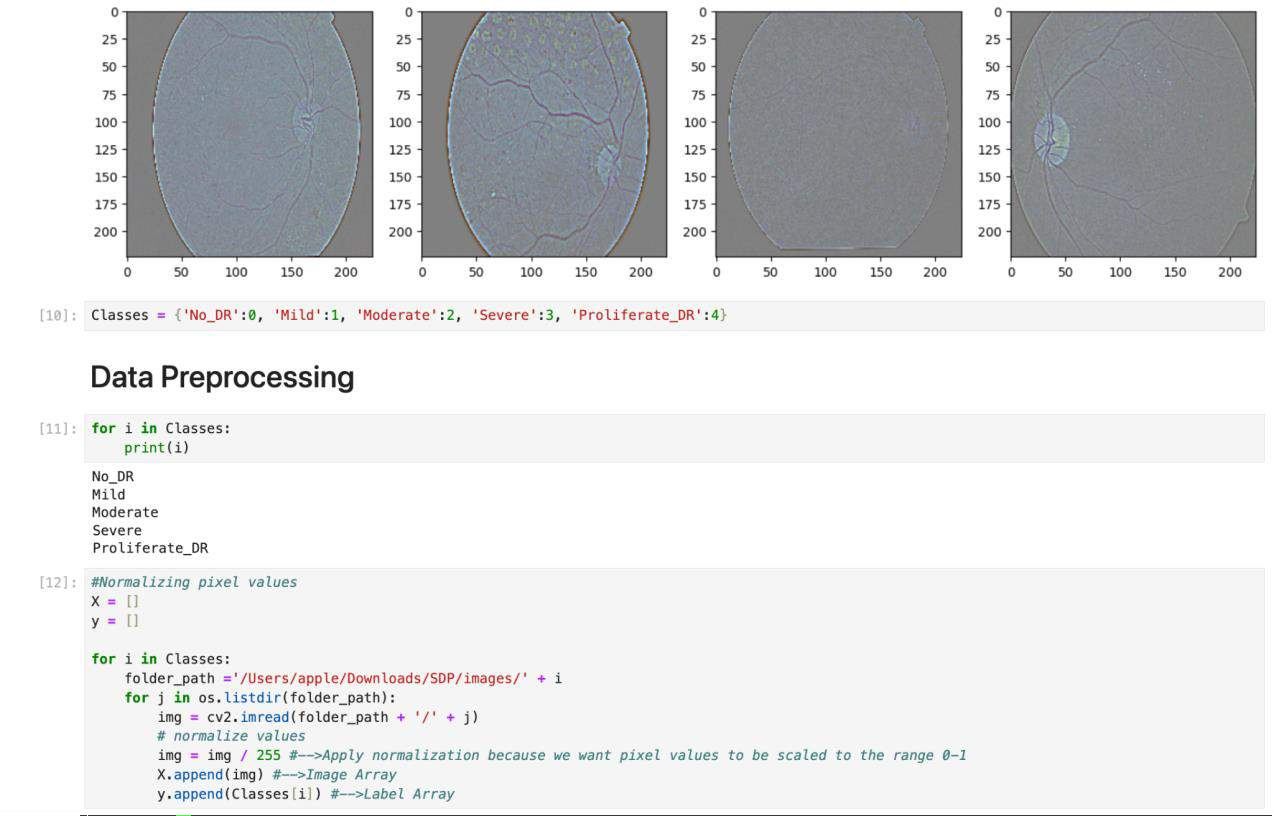 0 0 0 0
25 25 25 25
50 50 50 50
75 75 75 75
100 100 100 100
125 125 125 125
150 150 150 150
175 175 175 175
200 200 200 200
0 50 100 150 200 0 50 100 150 200 0 50 100 150 200 0 50 100 150 200
[10]: Classes = {'No_DR':0, 'Mild':1, 'Moderate':2, 'Severe':3, 'Proliferate_DR':4}
Data Preprocessing
[11]: for i in Classes:
    print(i)
No_DR
Mild
Moderate
Severe
Proliferate_DR
[12]: #Normalizing pixel values
X = []
y = []
for i in Classes:
    folder_path ='/Users/apple/Downloads/SDP/images/' + i
    for j in os.listdir(folder_path):
        img = cv2.imread(folder_path + '/' + j)
        # normalize values
        img = img / 255 #-->Apply normalization because we want pixel values to be scaled to the range 0-1
        X.append(img) #-->Image Array
        y.append(Classes[i]) #-->Label Array